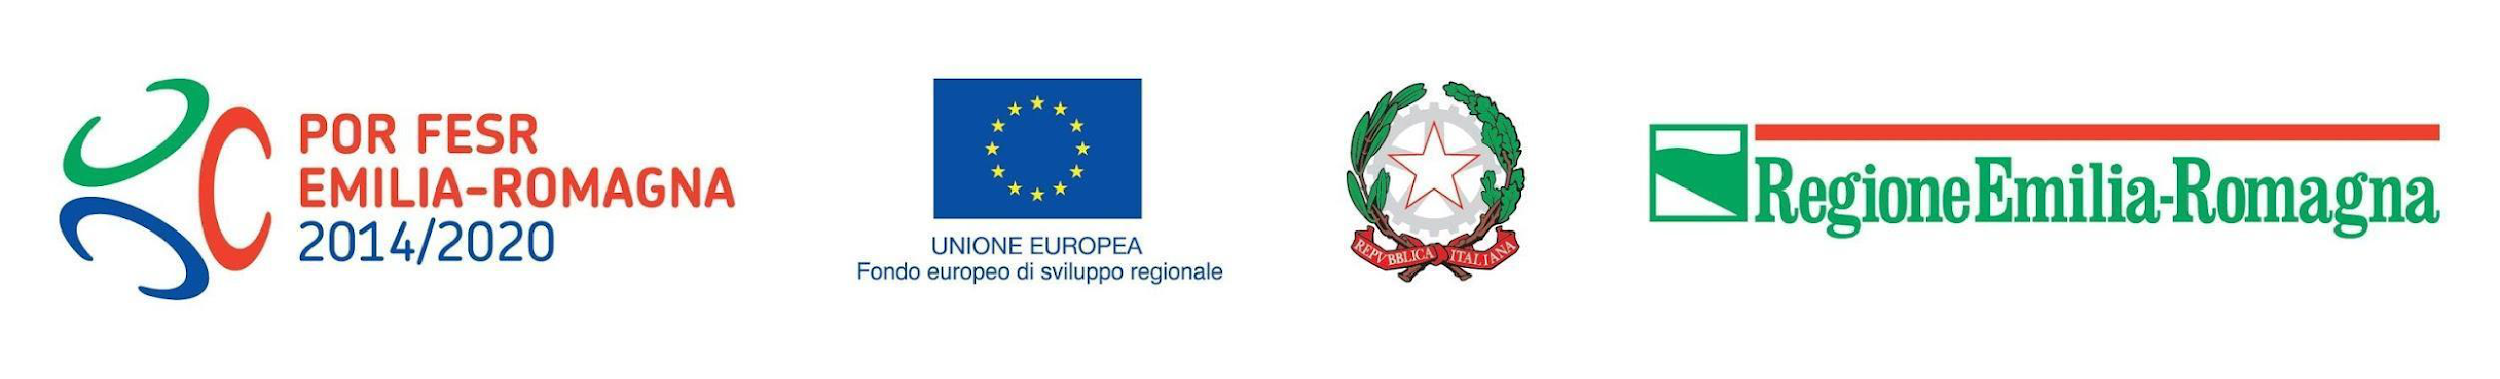 POR FESR
EMILIA-ROMAGNA
2014/2020
UNIONE EUROPEA
Fondo europeo di sviluppo regionale
REPVBBLICA ITALIANA
RegioneEmilia-Romagna